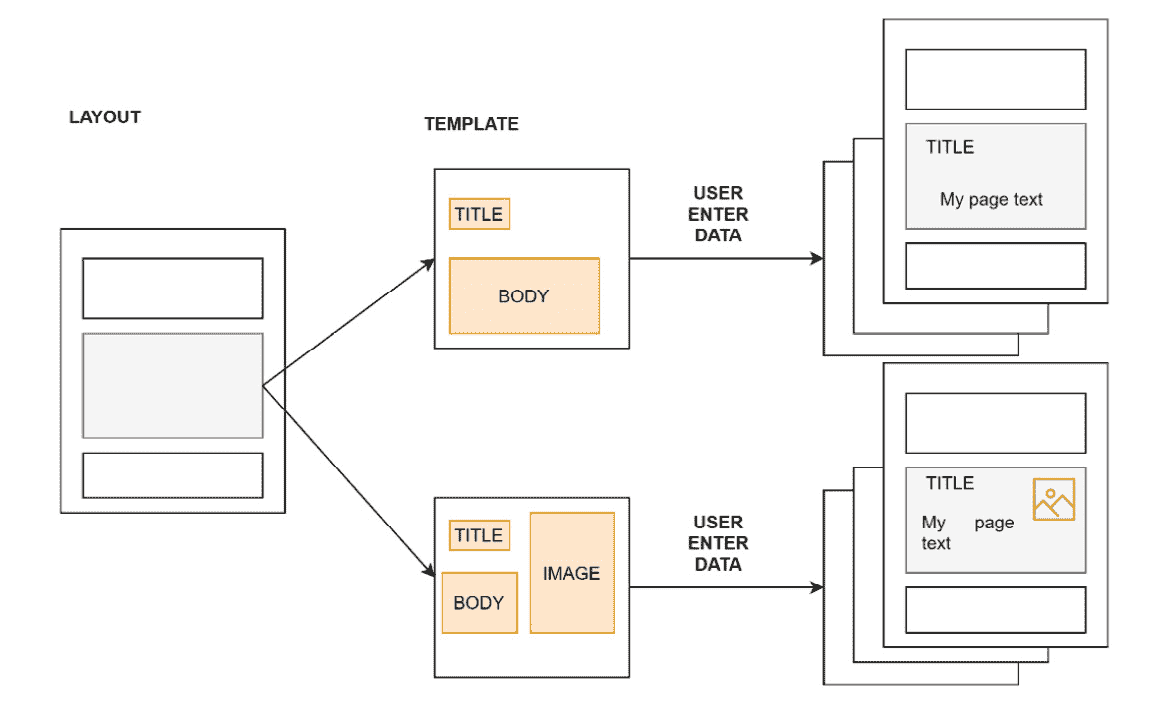 LAYOUT
TEMPLATE
TITLE
BODY
USER
ENTER
DATA
TITLE
My page text
TITLE
BODY
IMAGE
USER
ENTER
DATA
TITLE
My page
text